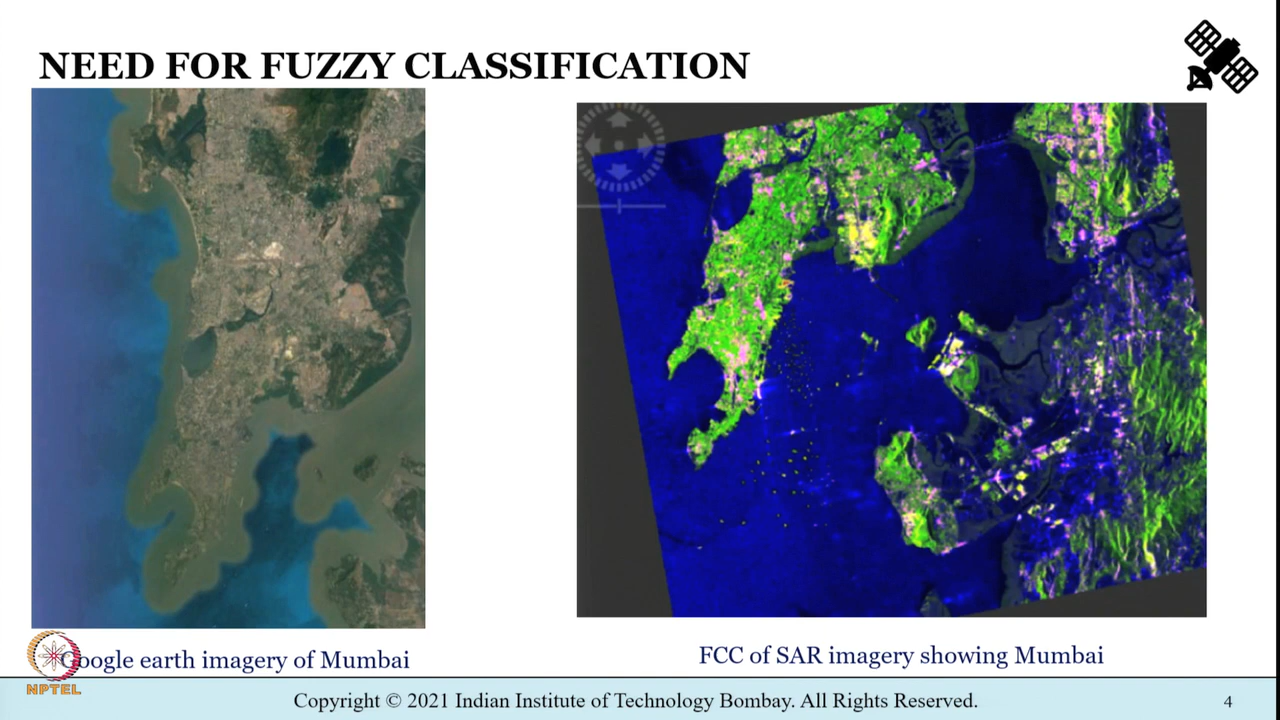 NEED FOR FUZZY CLASSIFICATION
Google earth imagery of Mumbai
FCC of SAR imagery showing Mumbai
NPTEL
Copyright © 2021 Indian Institute of Technology Bombay. All Rights Reserved.
4